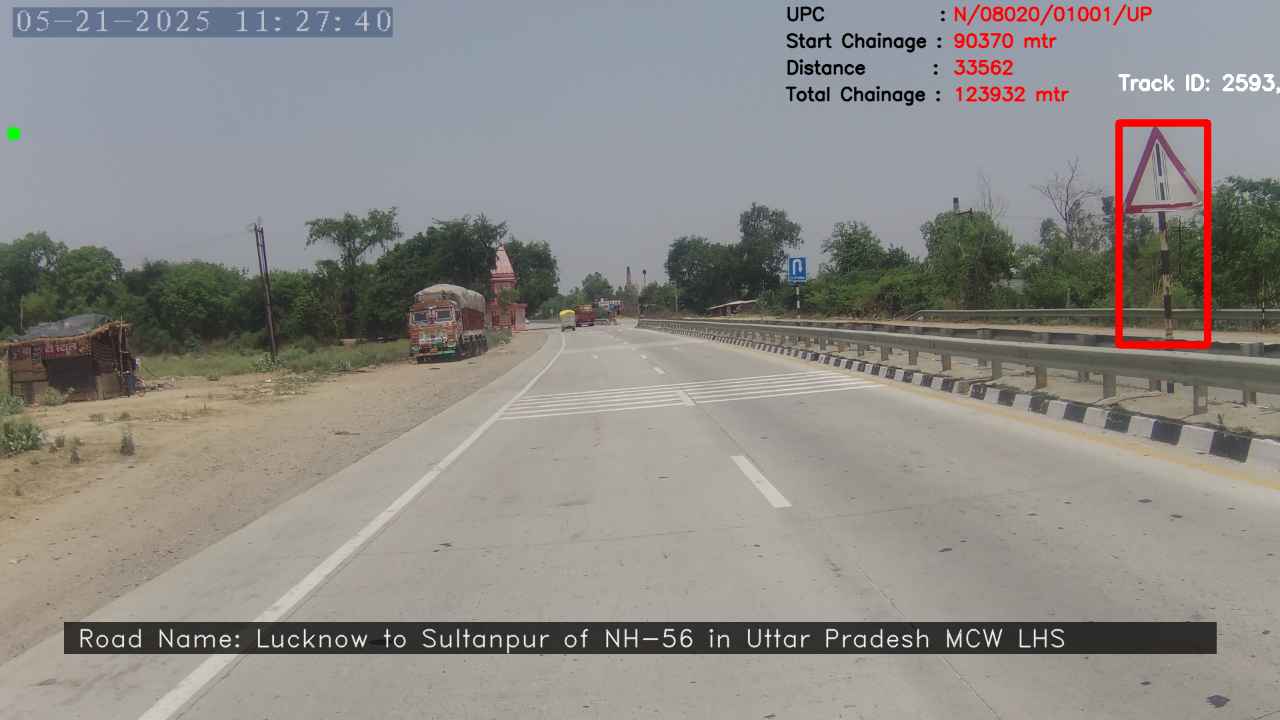 05-21-2025 11:27:40
UPC : N/08020/01001/UP
Start Chainage : 90370 mtr
Distance : 33562
Total Chainage : 123932 mtr
Track ID: 2593,
Road Name: Lucknow to Sultanpur of NH-56 in Uttar Pradesh MCW LHS